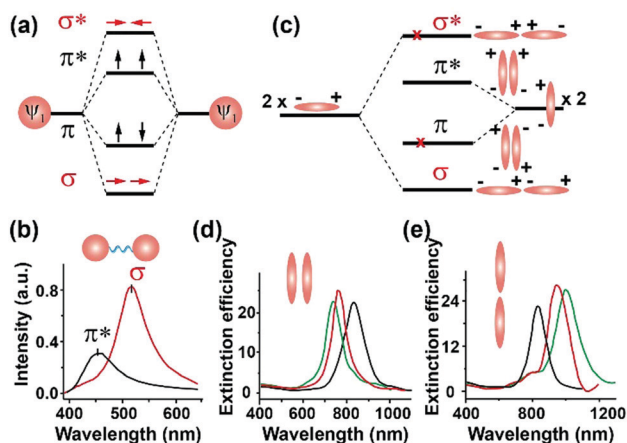 (a)
σ*
π*
Ψ1
Ψ1
π
σ
(c)
σ*
- + + -
π*
+ +
- -
2 x
- +
+
x 2
-
π
x
x
+ -
- +
σ
- + - +
(b)
σ
π*
Intensity (a.u.)
0.8
0.4
0.0
400 500 600
Wavelength (nm)
(d)
Extinction efficiency
20
10
0
400 600 800 1000
Wavelength (nm)
(e)
Extinction efficiency
24
12
0
400 800 1200
Wavelength (nm)